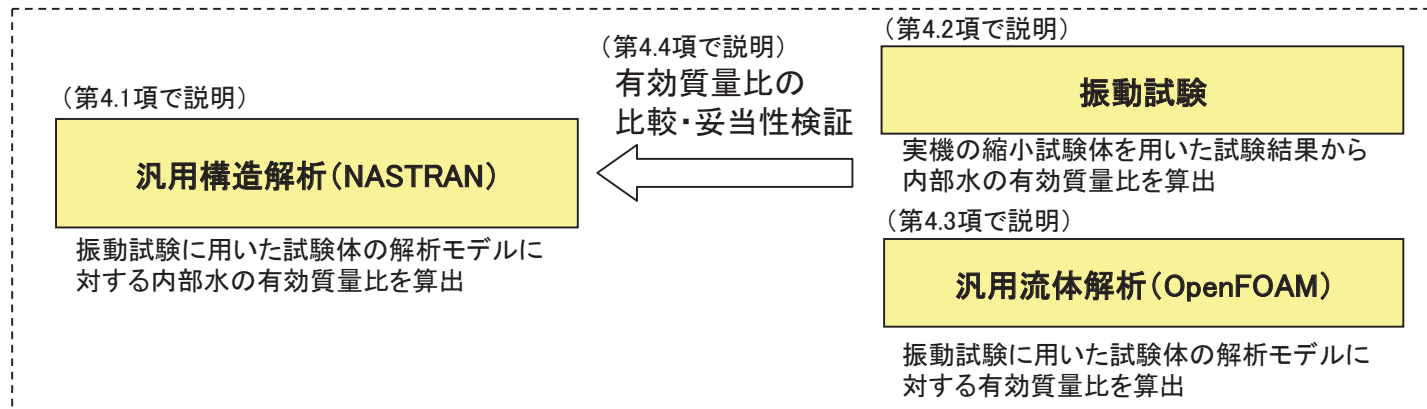 （第4.1項で説明）
汎用構造解析（NASTRAN）
振動試験に用いた試験体の解析モデルに
対する内部水の有効質量比を算出
（第4.4項で説明）
有効質量比の
比較・妥当性検証
（第4.2項で説明）
振動試験
実機の縮小試験体を用いた試験結果から
内部水の有効質量比を算出
（第4.3項で説明）
汎用流体解析（OpenFOAM）
振動試験に用いた試験体の解析モデルに
対する有効質量比を算出